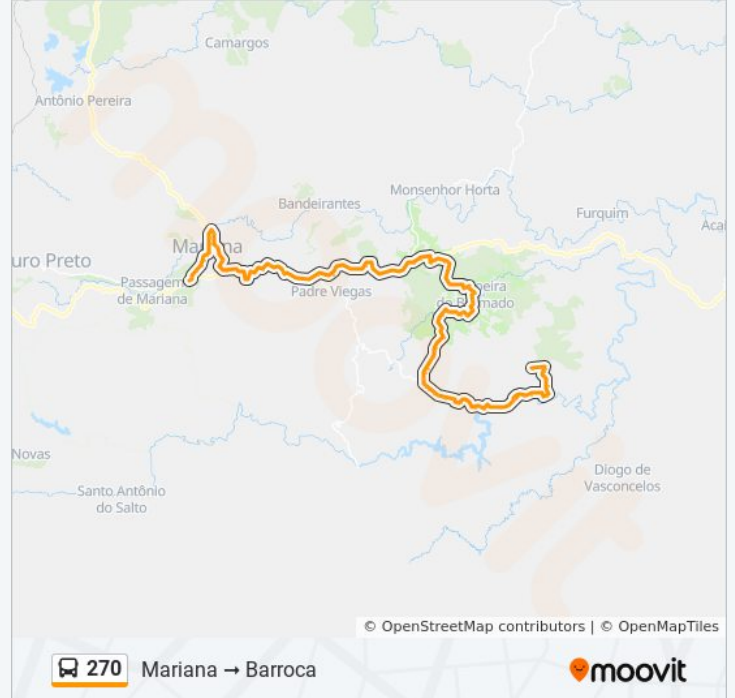 Camargos
Antônio Pereira
Monsenhor Horta
Bandeirantes
Furquim
Acai
uro Preto
Passagem
de Mariana
Padre Viegas
Novas
Santo Antônio
do Salto
Diogo de
Vasconcelos
© OpenStreetMap contributors | © OpenMapTiles
270 Mariana → Barroca
moovit